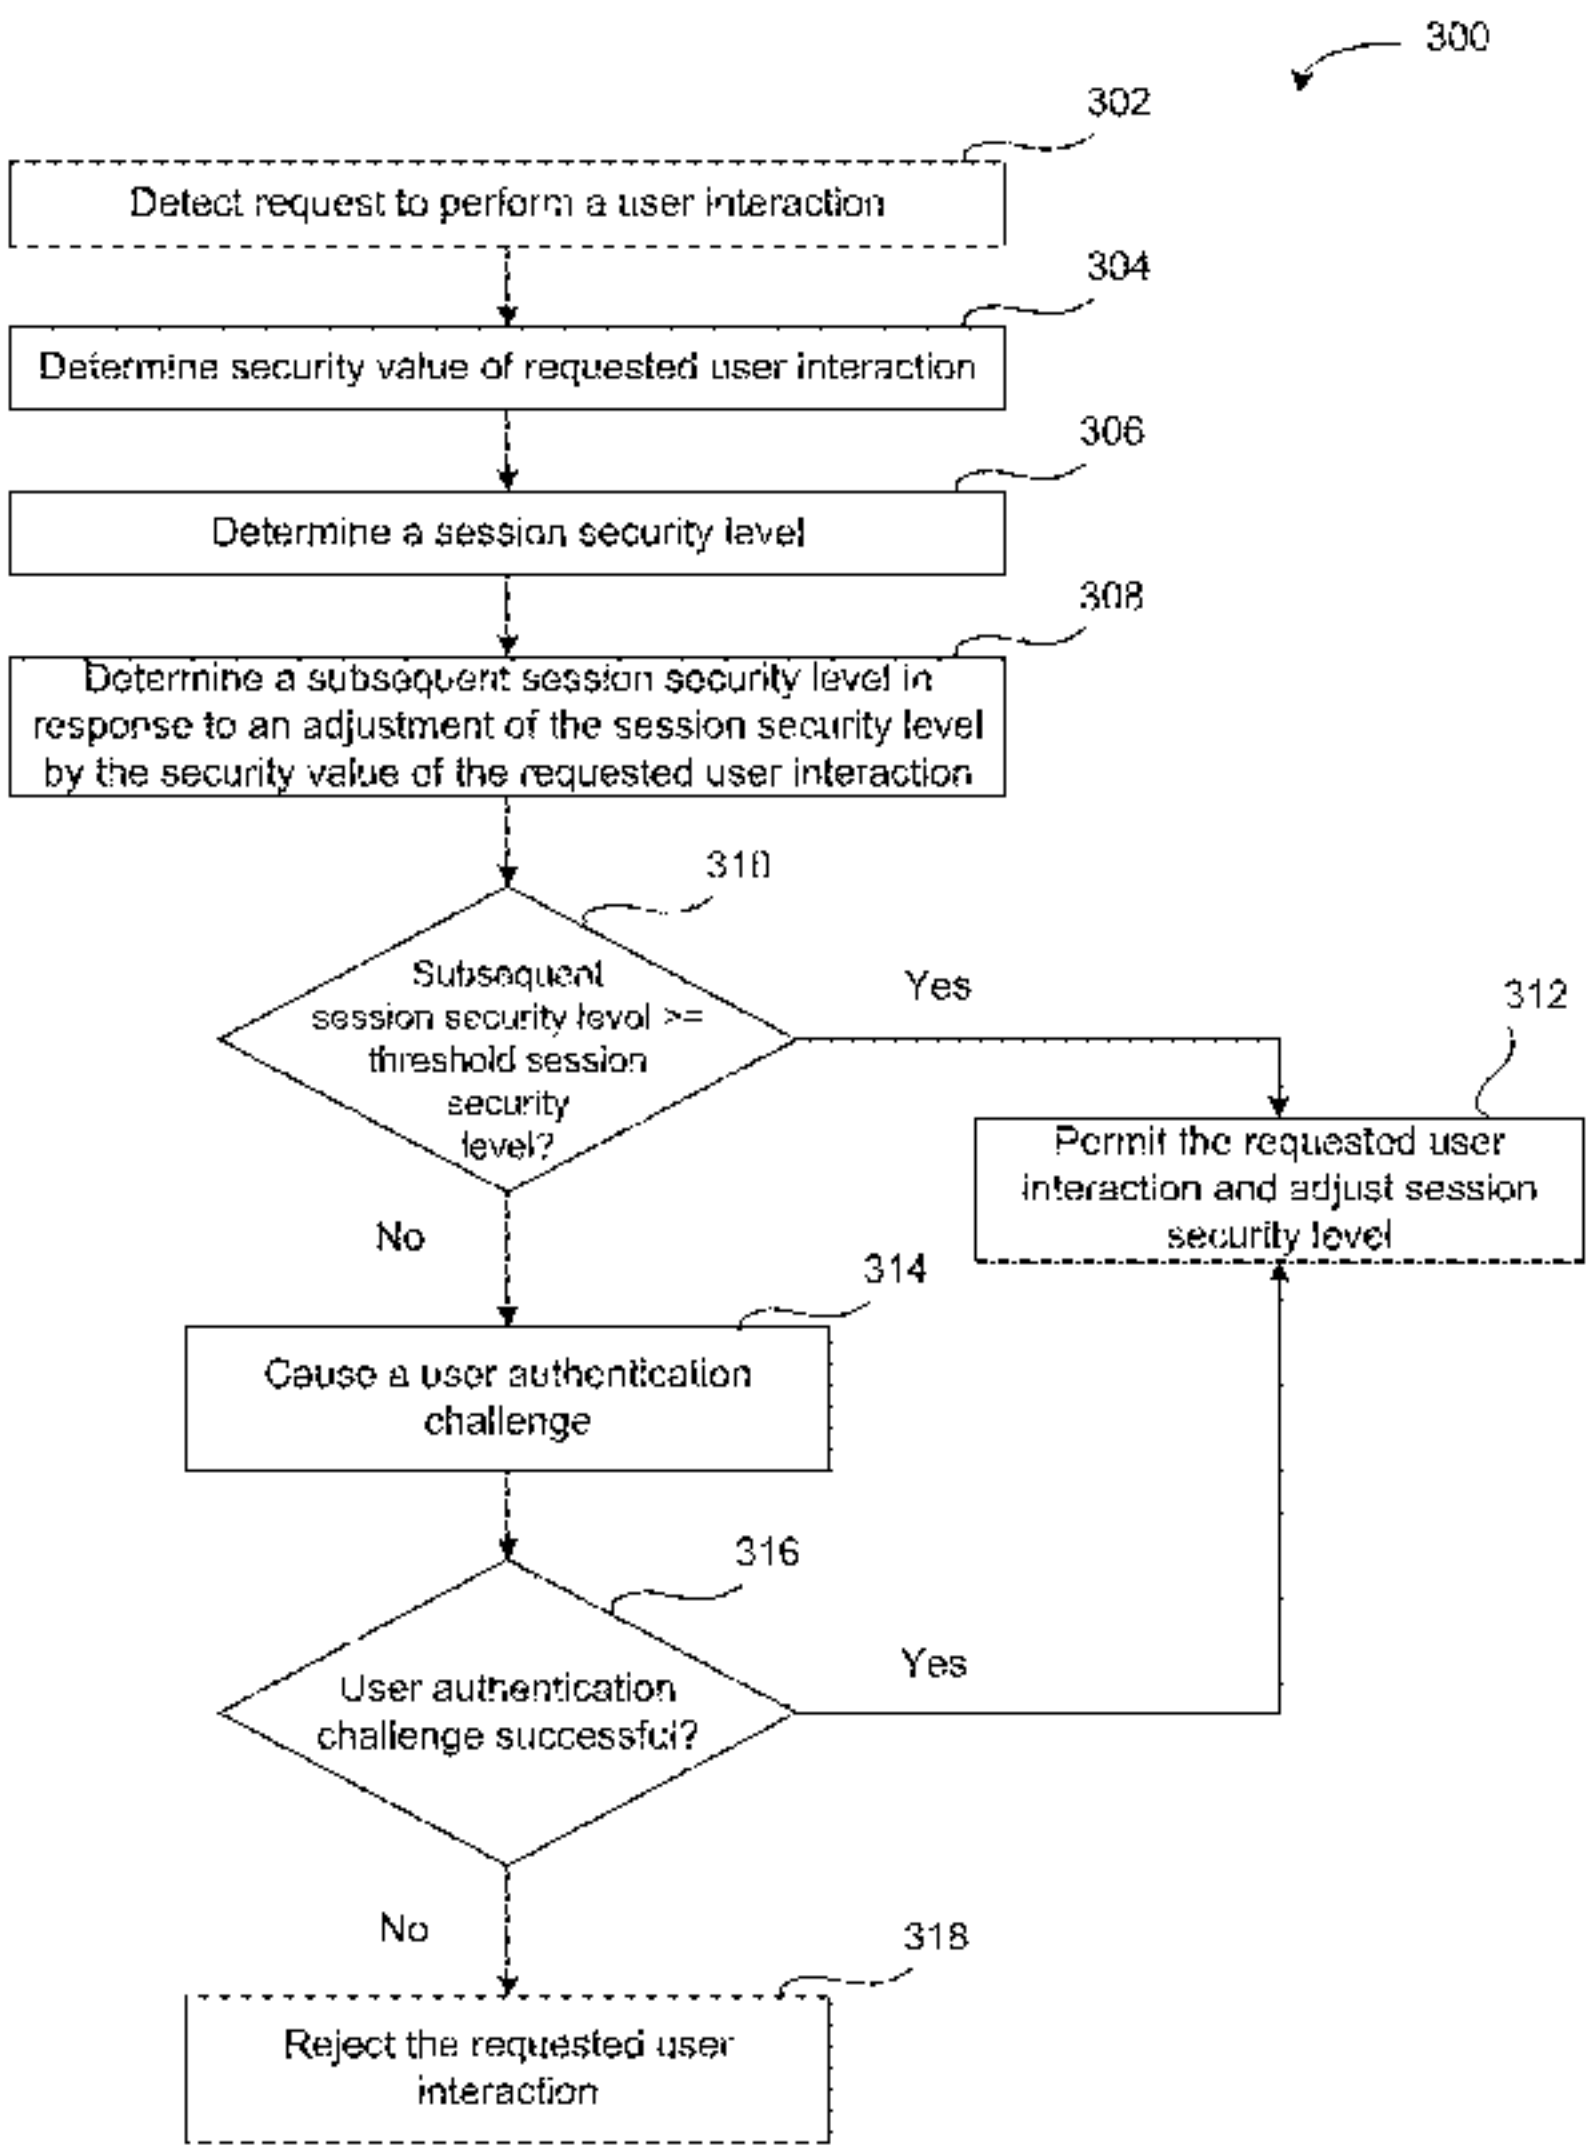 300
302
Detect request to perform a user interaction
304
Determine security value of requested user interaction
306
Determine a session security level
308
Determine a subsequent session security level in
response to an adjustment of the session security level
by the security value of the requested user interaction
310
Subsequent
session security level >=
threshold session
security
level?
Yes
312
Permit the requested user
interaction and adjust session
security level
No
314
Cause a user authentication
challenge
316
User authentication
challenge successful?
Yes
No
318
Reject the requested user
interaction